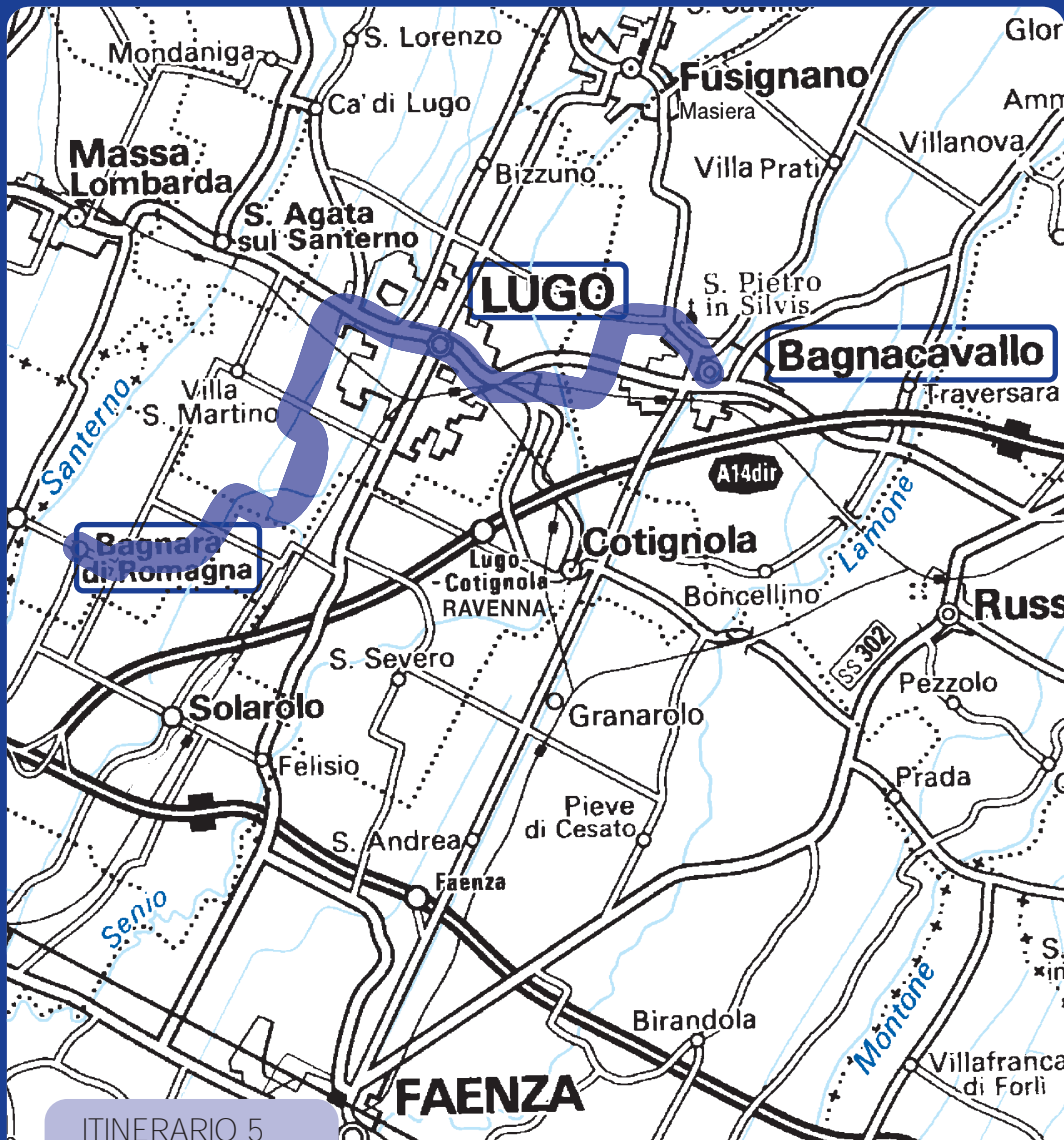 S. Lorenzo
Mondaniga
Fusignano
Masiera
Ca' di Lugo
Massa
Lombarda
Bizzuno
Villa Prati
Villanova
S. Agata
sul Santerno
LUGO
S. Pietro
in Silvis
Bagnacavallo
Traversara
Villa
S. Martino
Santerno
A14dir
Lamone
Bagnara
di Romagna
Lugo
-Cotignola
RAVENNA
Cotignola
Boncellino
Russ
SS 302
S. Severo
Pezzolo
Solarolo
Granarolo
Felisio
Prada
Pieve
di Cesato
S. Andrea
Faenza
Senio
S.
in
Birandola
Montone
Villafranca
di Forlì
FAENZA
ITINERARIO 5